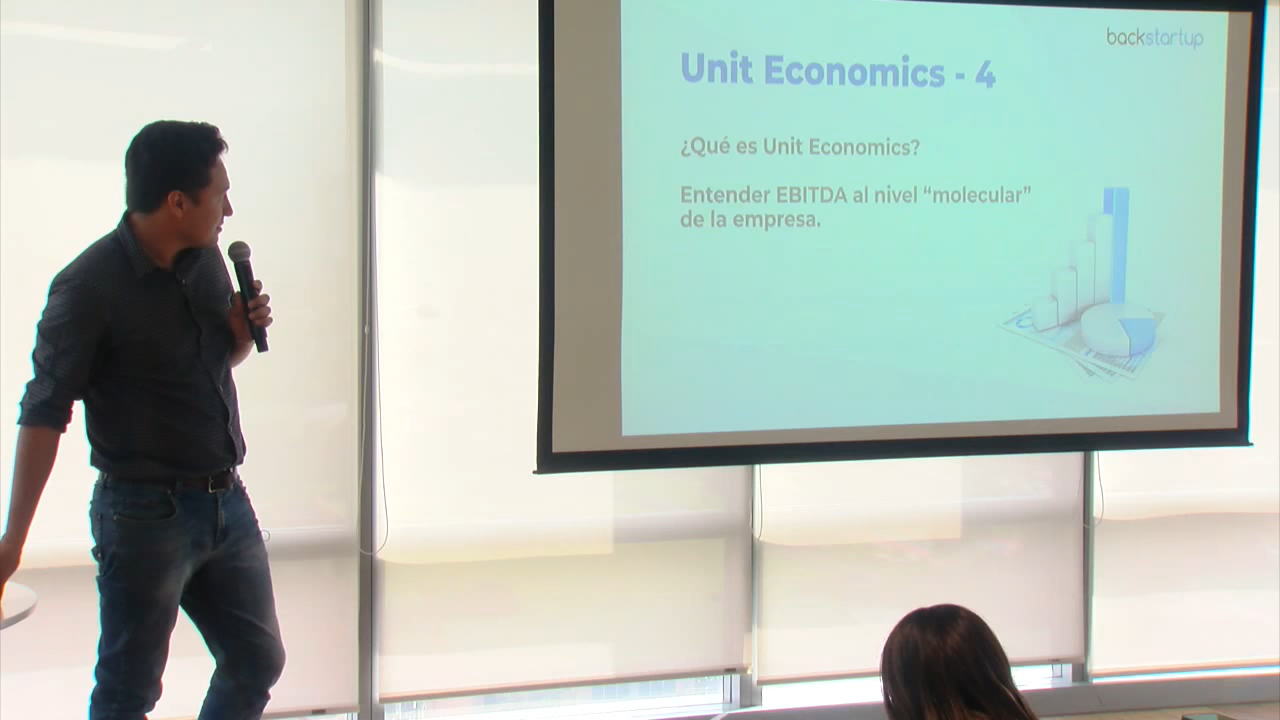 backstartup
Unit Economics - 4
¿Qué es Unit Economics?
Entender EBITDA al nivel “molecular”
de la empresa.